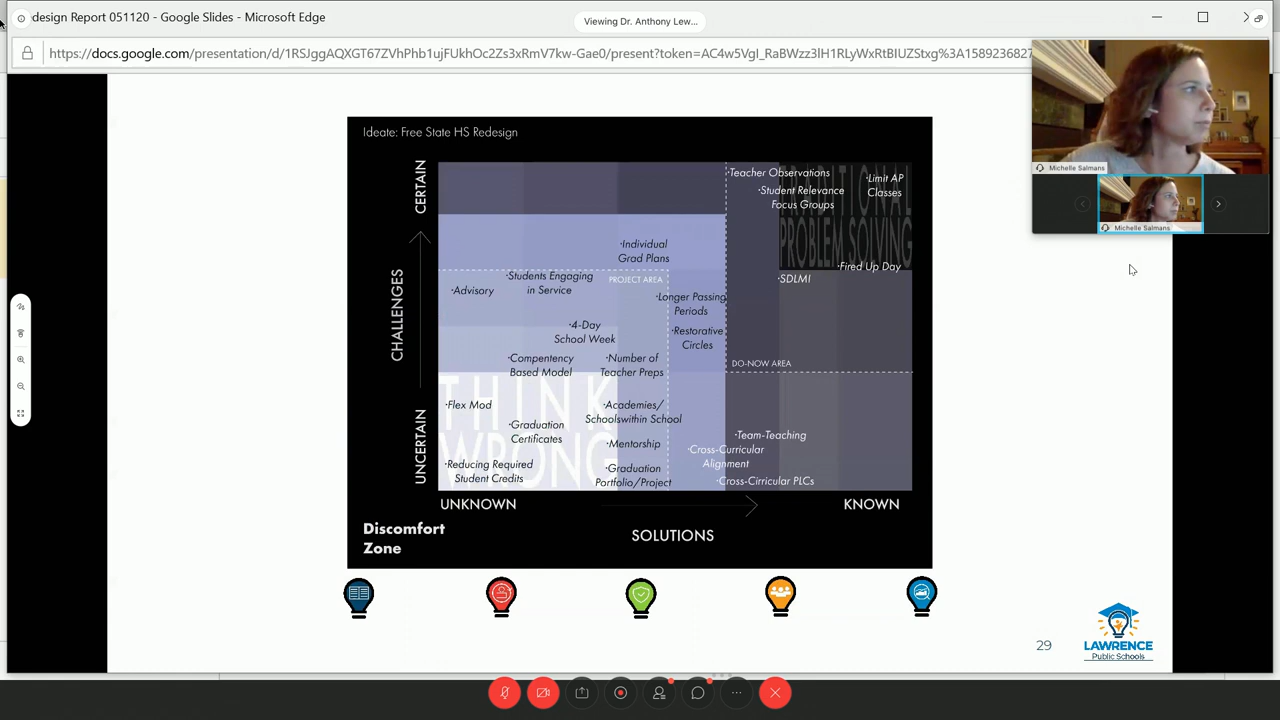 design Report 051120 - Google Slides - Microsoft Edge
Viewing Dr. Anthony Lew...
https://docs.google.com/presentation/d/1RSJggAQXGT67ZVhPhb1ujFUkhOc2Zs3xRmV7kw-Gae0/present?token=AC4w5VgI_RaBWzz3lH1RLyWxRtBIUZStxg%3A1589236827
Michelle Salmans
Michelle Salmans
Ideate: Free State HS Redesign
CERTAIN
CHALLENGES
UNCERTAIN
TRADITIONAL
PROBLEM SOLVING
·Teacher Observations
·Student Relevance
Focus Groups
·Limit AP
Classes
·Individual
Grad Plans
·Fired Up Day
·SDLMI
·Students Engaging
in Service
PROJECT AREA
·Advisory
·Longer Passing
Periods
·4-Day
School Week
·Restorative
Circles
·Compentency
Based Model
·Number of
Teacher Preps
DO-NOW AREA
THINK
WRONG
·Flex Mod
·Academies/
Schoolswithin School
·Graduation
Certificates
·Mentorship
·Team-Teaching
·Cross-Curricular
Alignment
·Reducing Required
Student Credits
·Graduation
Portfolio/Project
·Cross-Cirricular PLCs
UNKNOWN
KNOWN
SOLUTIONS
Discomfort
Zone
29
LAWRENCE
Public Schools